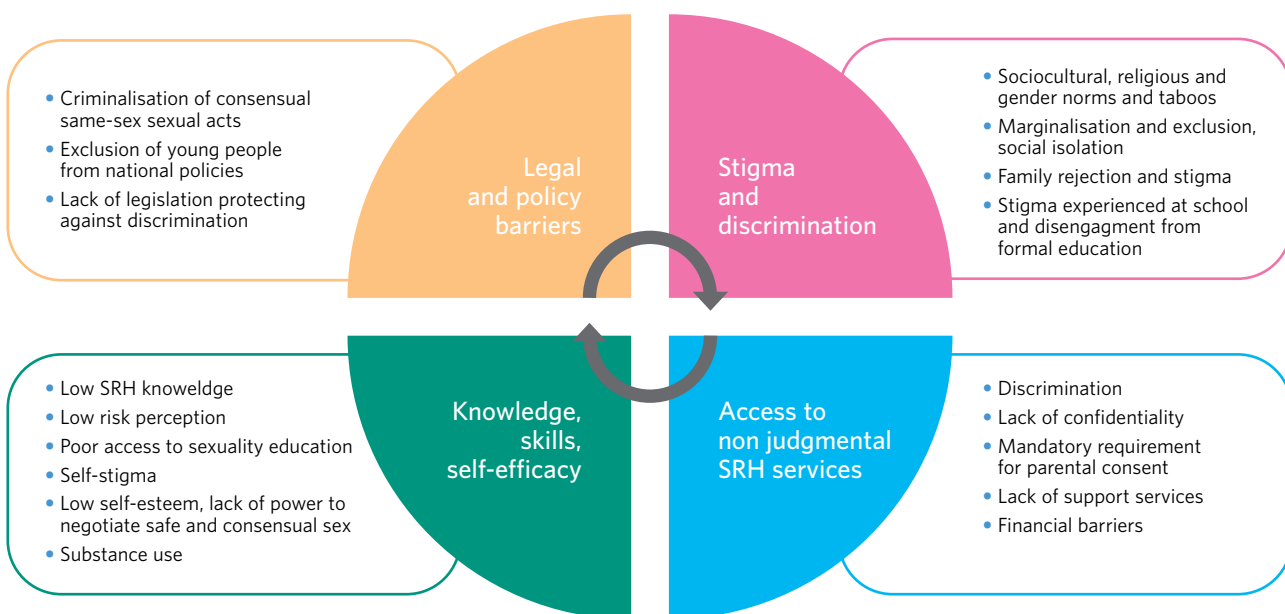 • Criminalisation of consensual
same-sex sexual acts
• Exclusion of young people
from national policies
• Lack of legislation protecting
against discrimination
Legal
and policy
barriers
Stigma
and
discrimination
• Sociocultural, religious and
gender norms and taboos
• Marginalisation and exclusion,
social isolation
• Family rejection and stigma
• Stigma experienced at school
and disengagment from
formal education
• Low SRH knoweldge
• Low risk perception
• Poor access to sexuality education
• Self-stigma
• Low self-esteem, lack of power to
negotiate safe and consensual sex
• Substance use
Knowledge,
skills,
self-efficacy
Access to
non judgmental
SRH services
• Discrimination
• Lack of confidentiality
• Mandatory requirement
for parental consent
• Lack of support services
• Financial barriers